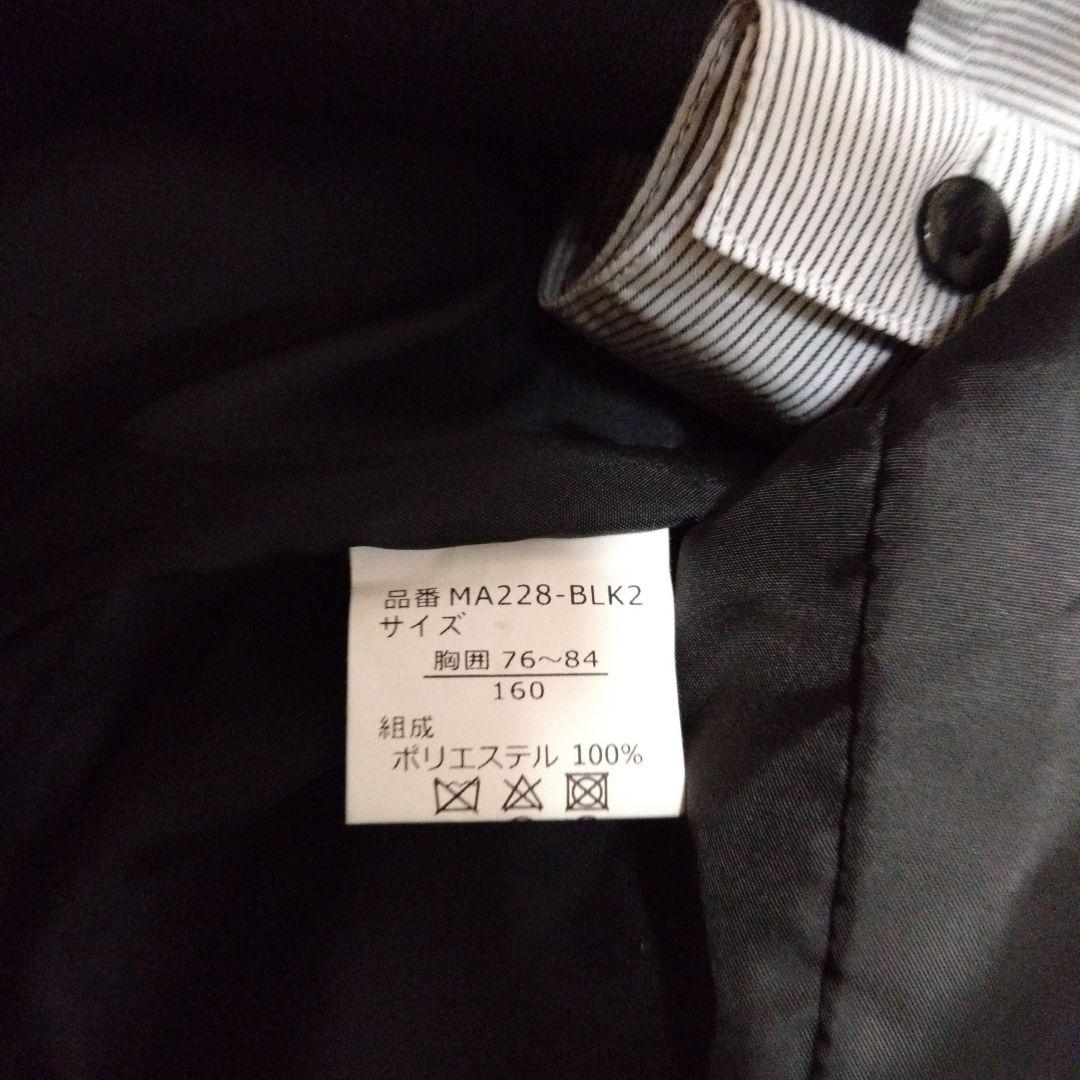 品番 MA228-BLK2
サイズ
胸囲 76～84
160
組成
ポリエステル 100%